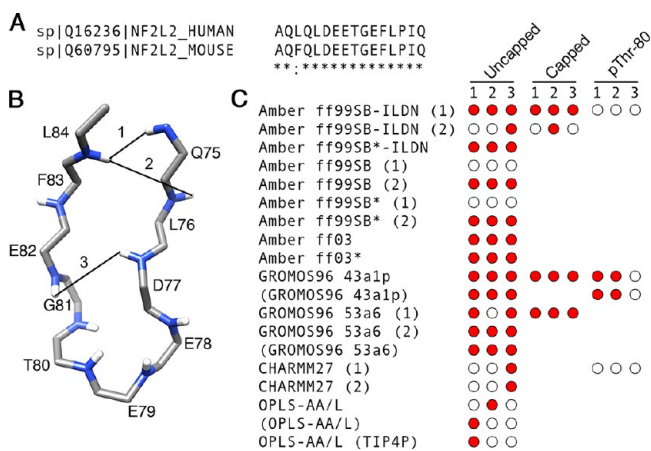 A
sp|Q16236|NF2L2_HUMAN AQLQLDEETGEFLPIQ
sp|Q60795|NF2L2_MOUSE AQFQLDEETGEFLPIQ
**:*************
B
L84
1
Q75
2
F83
L76
E82
3
D77
G81
E78
T80
E79
C
Uncapped Capped pThr-80
1 2 3 1 2 3 1 2 3
Amber ff99SB-ILDN (1)
Amber ff99SB-ILDN (2)
Amber ff99SB*-ILDN
Amber ff99SB (1)
Amber ff99SB (2)
Amber ff99SB* (1)
Amber ff99SB* (2)
Amber ff03
Amber ff03*
GROMOS96 43a1p
(GROMOS96 43a1p)
GROMOS96 53a6 (1)
GROMOS96 53a6 (2)
(GROMOS96 53a6)
CHARMM27 (1)
CHARMM27 (2)
OPLS-AA/L
(OPLS-AA/L)
OPLS-AA/L (TIP4P)